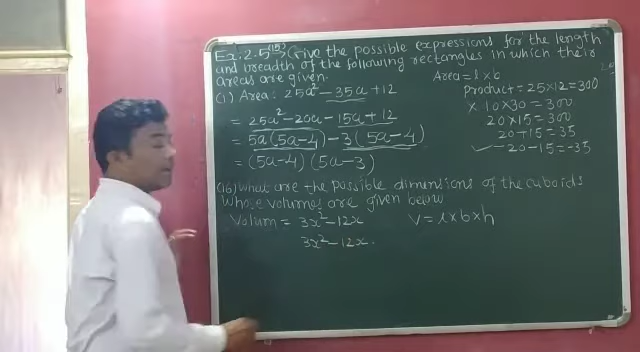 Ex: 2.5 (15) → Give the possible expressions for the length
and breadth of the following rectangles in which their
areas are given.
Area = l × b
(i) Area: 25a² − 35a + 12
Product = 25×12 = 300
× 10×30 = 300
= 25a² − 20a − 15a + 12
20×15 = 300
= 5a(5a−4) − 3(5a−4)
20+15 = 35
= (5a−4) (5a−3)
✓ −20−15 = −35
(16) What are the possible dimensions of the cuboids
whose volumes are given below
Volum = 3x² − 12x
V = l×b×h
3x² − 12x.